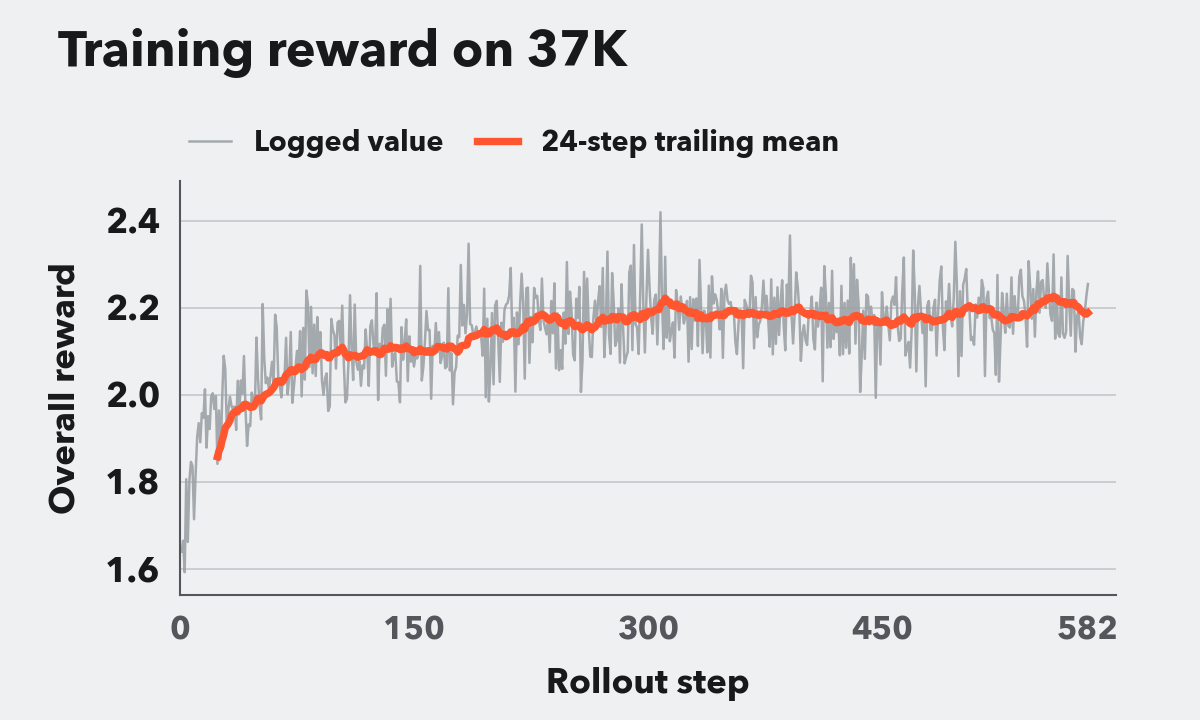 Training reward on 37K
Logged value
24-step trailing mean
2.4
2.2
2.0
1.8
1.6
Overall reward
0
150
300
450
582
Rollout step